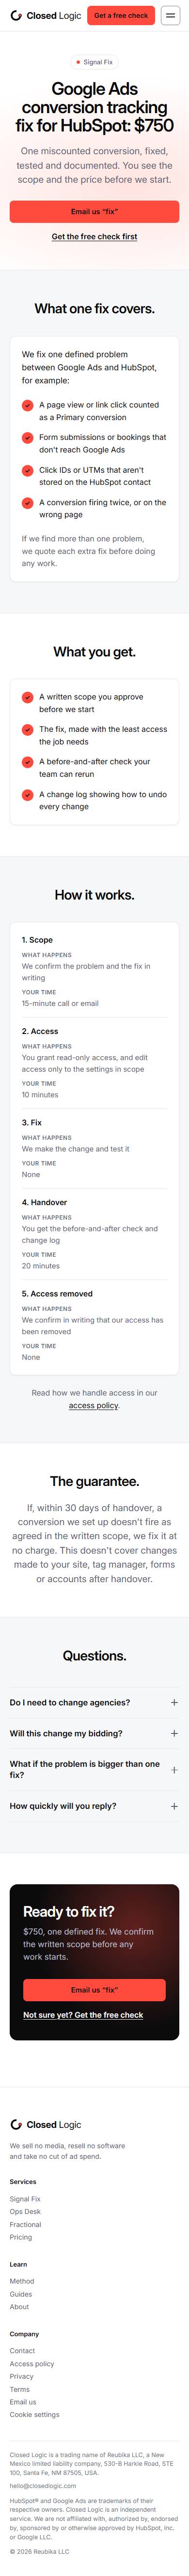 Closed Logic
Get a free check
Signal Fix
Google Ads
conversion tracking
fix for HubSpot: $750
One miscounted conversion, fixed,
tested and documented. You see the
scope and the price before we start.
Email us "fix"
Get the free check first
What one fix covers.
We fix one defined problem
between Google Ads and HubSpot,
for example:
A page view or link click counted
as a Primary conversion
Form submissions or bookings that
don't reach Google Ads
Click IDs or UTMs that aren't
stored on the HubSpot contact
A conversion firing twice, or on the
wrong page
If we find more than one problem,
we quote each extra fix before doing
any work.
What you get.
A written scope you approve
before we start
The fix, made with the least access
the job needs
A before-and-after check your
team can rerun
A change log showing how to undo
every change
How it works.
1. Scope
WHAT HAPPENS
We confirm the problem and the fix in
writing
YOUR TIME
15-minute call or email
2. Access
WHAT HAPPENS
You grant read-only access, and edit
access only to the settings in scope
YOUR TIME
10 minutes
3. Fix
WHAT HAPPENS
We make the change and test it
YOUR TIME
None
4. Handover
WHAT HAPPENS
You get the before-and-after check and
change log
YOUR TIME
20 minutes
5. Access removed
WHAT HAPPENS
We confirm in writing that our access has
been removed
YOUR TIME
None
Read how we handle access in our
access policy.
The guarantee.
If, within 30 days of handover, a
conversion we set up doesn't fire as
agreed in the written scope, we fix it at
no charge. This doesn't cover changes
made to your site, tag manager, forms
or accounts after handover.
Questions.
Do I need to change agencies?
Will this change my bidding?
What if the problem is bigger than one
fix?
How quickly will you reply?
Ready to fix it?
$750, one defined fix. We confirm
the written scope before any
work starts.
Email us "fix"
Not sure yet? Get the free check
Closed Logic
We sell no media, resell no software
and take no cut of ad spend.
Services
Signal Fix
Ops Desk
Fractional
Pricing
Learn
Method
Guides
About
Company
Contact
Access policy
Privacy
Terms
Email us
Cookie settings
Closed Logic is a trading name of Reubika LLC, a New
Mexico limited liability company, 530-B Harkle Road, STE
100, Santa Fe, NM 87505, USA.
hello@closedlogic.com
HubSpot® and Google Ads are trademarks of their
respective owners. Closed Logic is an independent
service. We are not affiliated with, authorized by, endorsed
by, sponsored by or otherwise approved by HubSpot, Inc.
or Google LLC.
© 2026 Reubika LLC